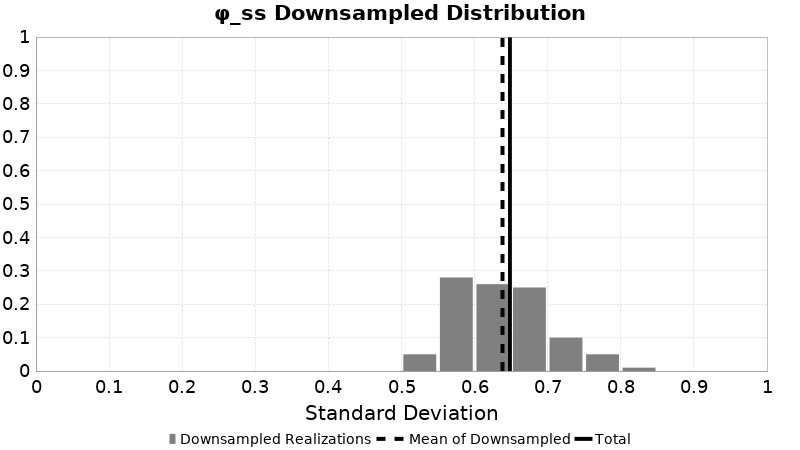 φ_ss Downsampled Distribution
1
0.9
0.8
0.7
0.6
0.5
0.4
0.3
0.2
0.1
0
0 0.1 0.2 0.3 0.4 0.5 0.6 0.7 0.8 0.9 1
Standard Deviation
Downsampled Realizations Mean of Downsampled Total